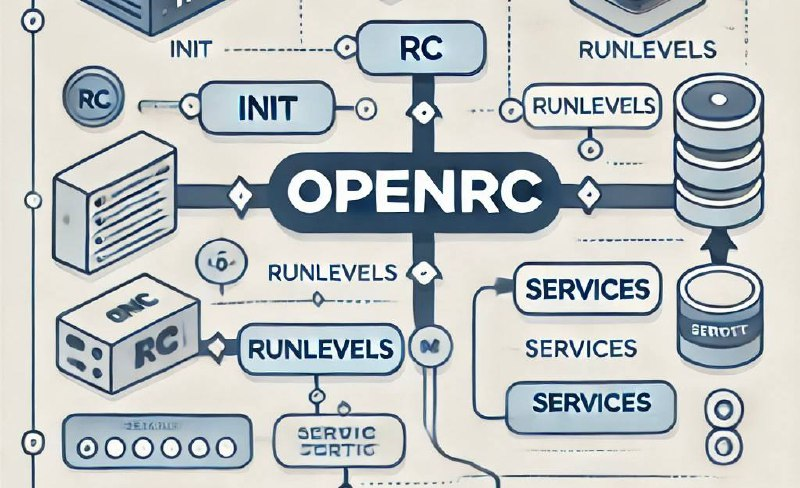 RC
INIT
RUNLEVELS
RC
INIT
RUNLEVELS
OPENRC
RUNLEVELS
SERVICES
RC
RUNLEVELS
SERVICES
SERVICES